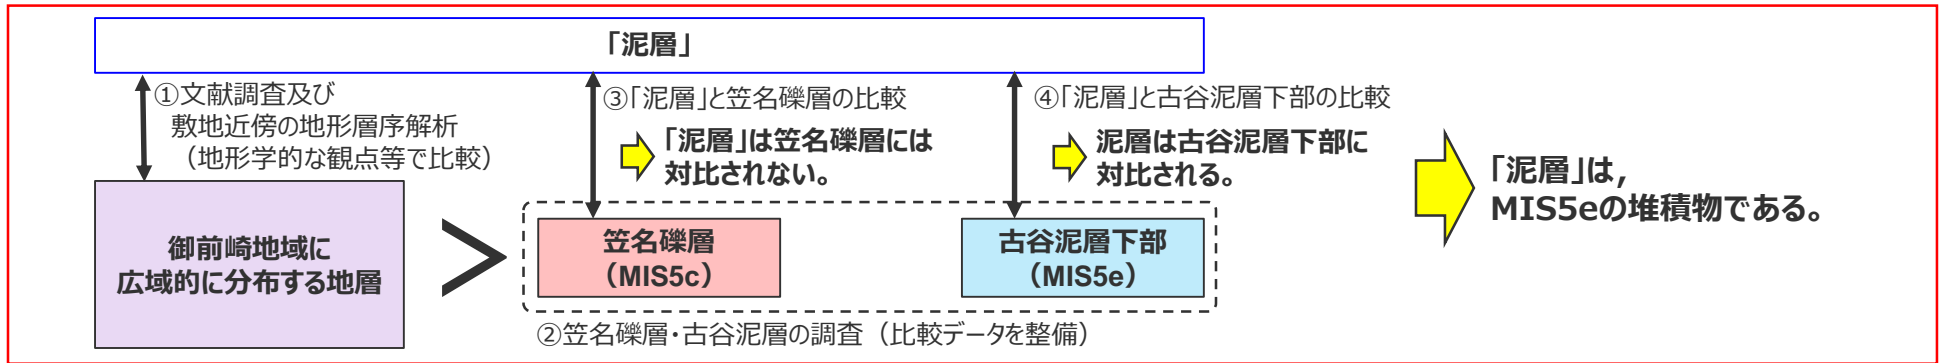 「泥層」
①文献調査及び
敷地近傍の地形層序解析
（地形学的な観点等で比較）
③「泥層」と笠名礫層の比較
「泥層」は笠名礫層には
対比されない。
④「泥層」と古谷泥層下部の比較
泥層は古谷泥層下部に
対比される。
「泥層」は,
MIS5eの堆積物である。
御前崎地域に
広域的に分布する地層
笠名礫層
（MIS5c）
古谷泥層下部
（MIS5e）
②笠名礫層・古谷泥層の調査（比較データを整備）